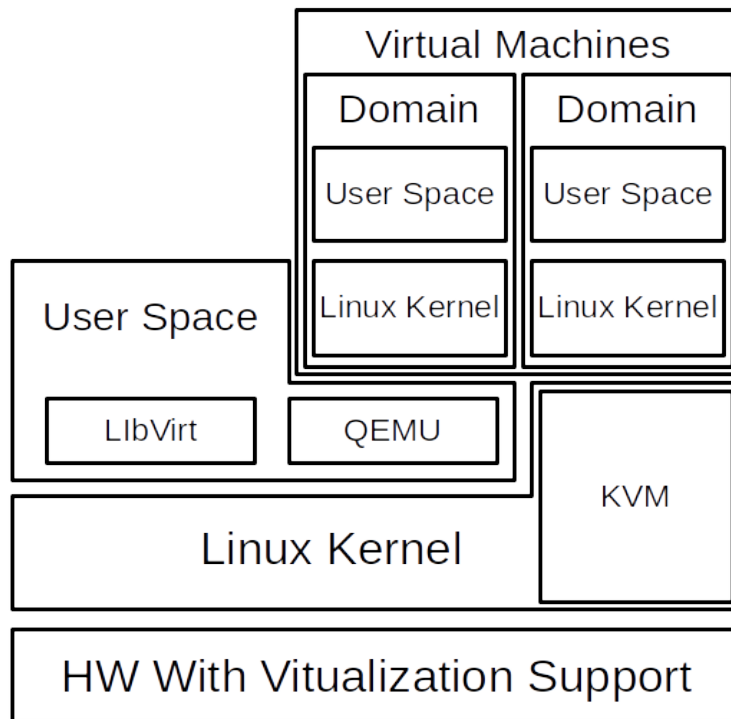 Virtual Machines
Domain
Domain
User Space
User Space
Linux Kernel
Linux Kernel
User Space
LIbVirt
QEMU
KVM
Linux Kernel
HW With Vitualization Support